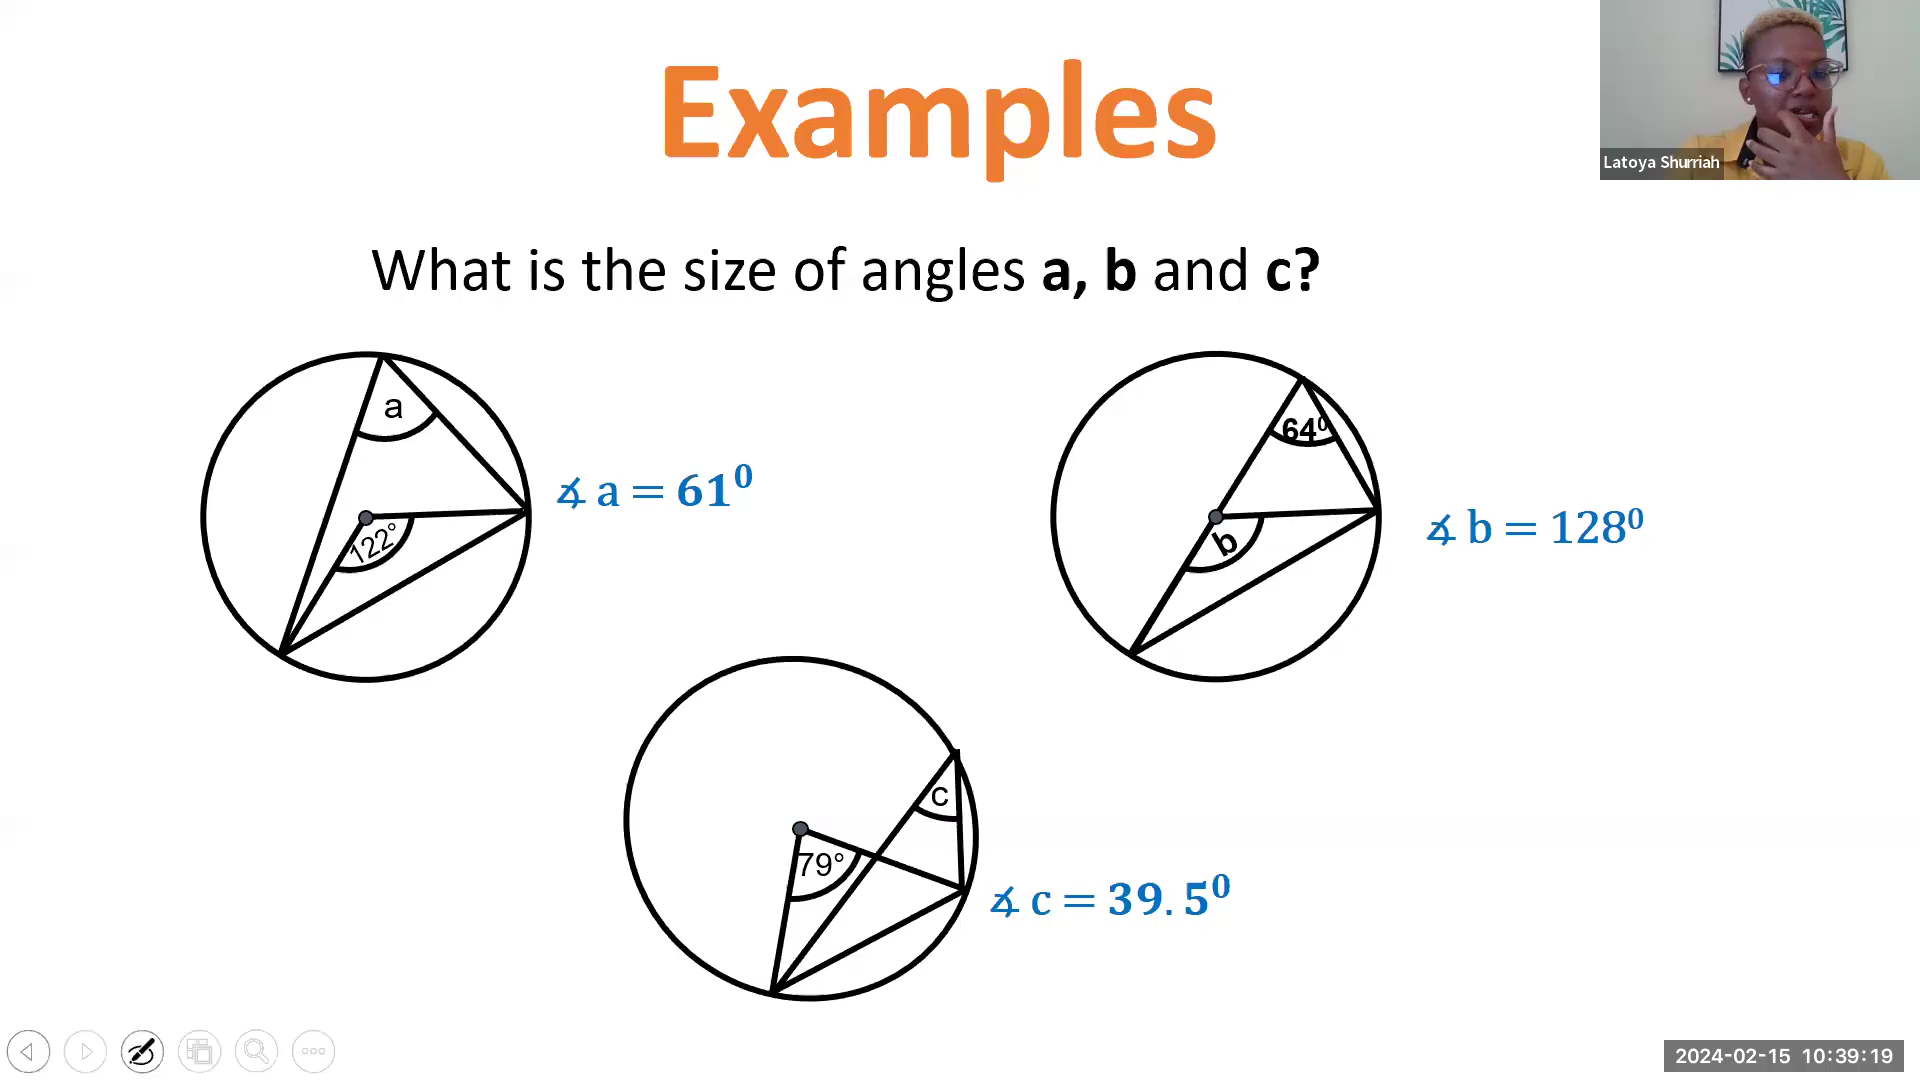 Examples
Latoya Shurriah
What is the size of angles a, b and c?
a
122°
∡ a = 61⁰
64⁰
b
∡ b = 128⁰
c
79°
∡ c = 39.5⁰
2024-02-15 10:39:19